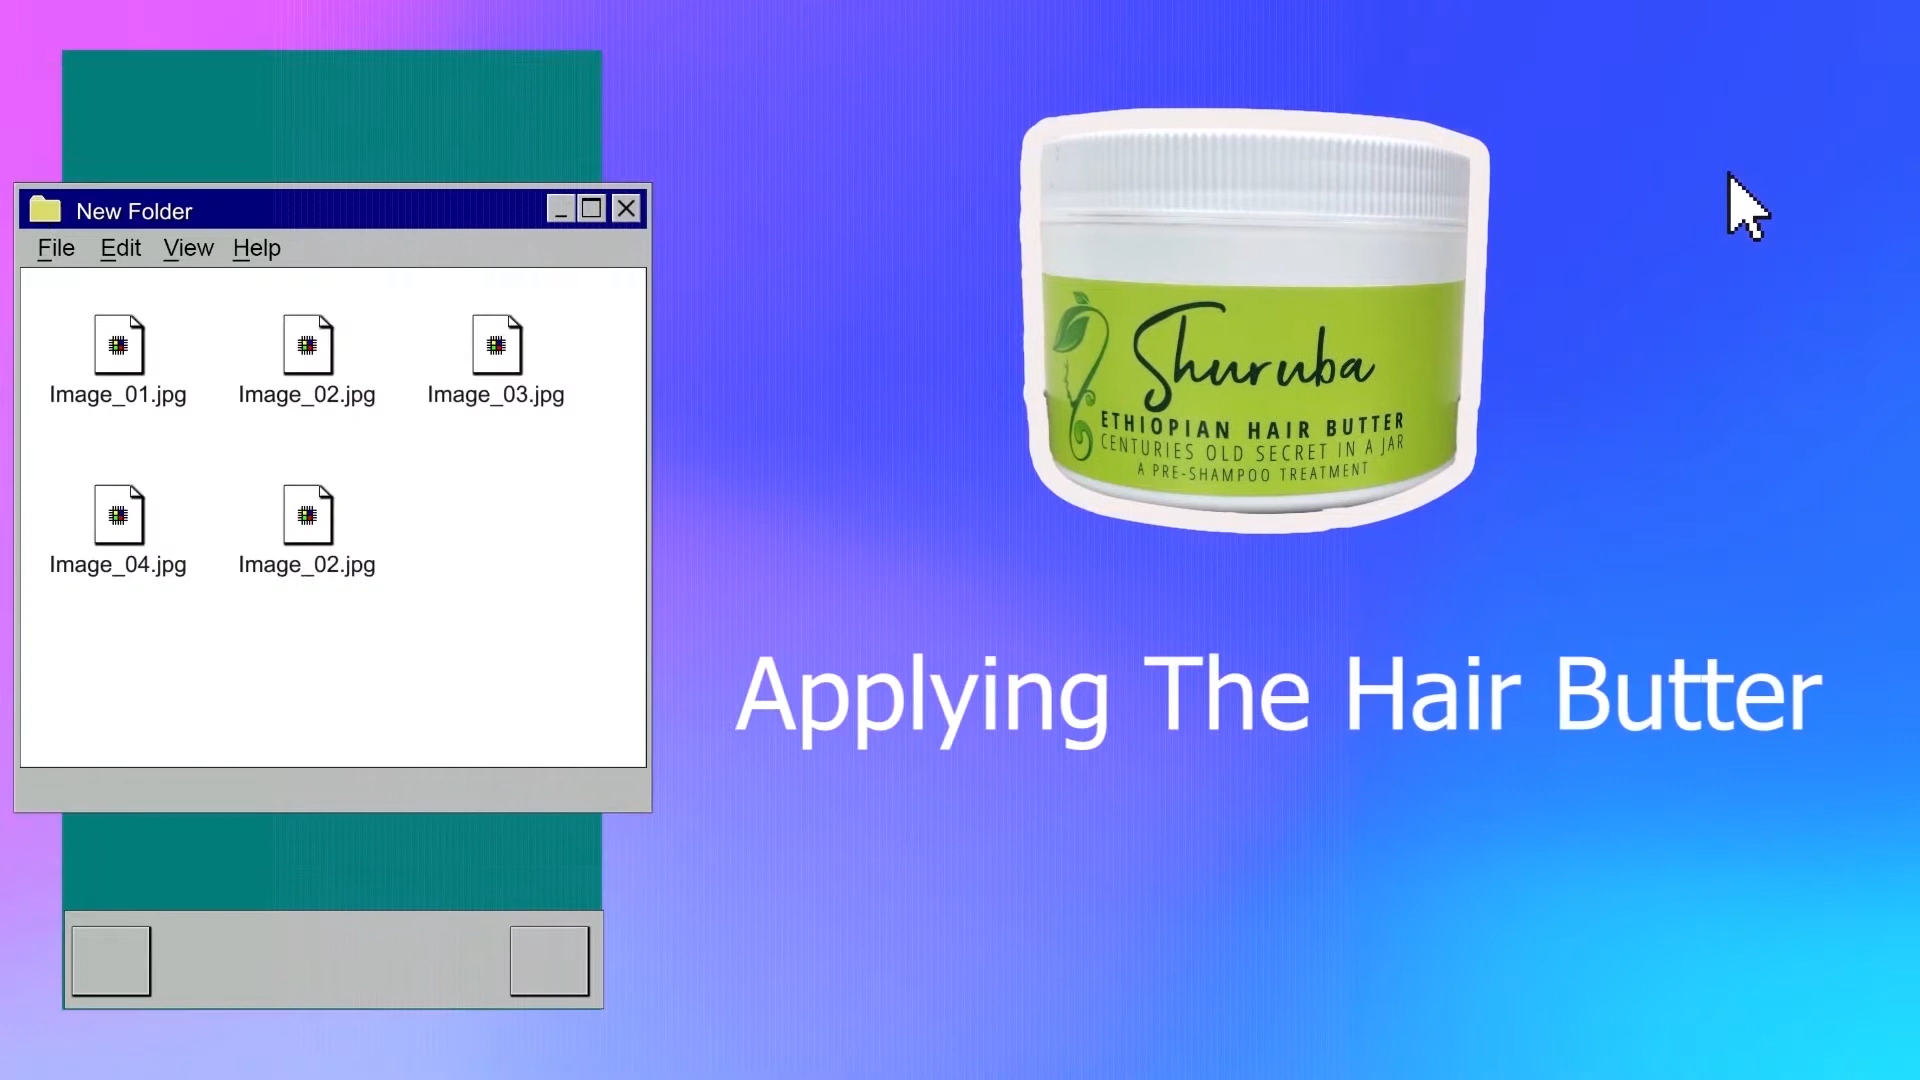 New Folder
File Edit View Help
Image_01.jpg Image_02.jpg Image_03.jpg
Image_04.jpg Image_02.jpg
Shuruba
ETHIOPIAN HAIR BUTTER
CENTURIES OLD SECRET IN A JAR
A PRE-SHAMPOO TREATMENT
Applying The Hair Butter